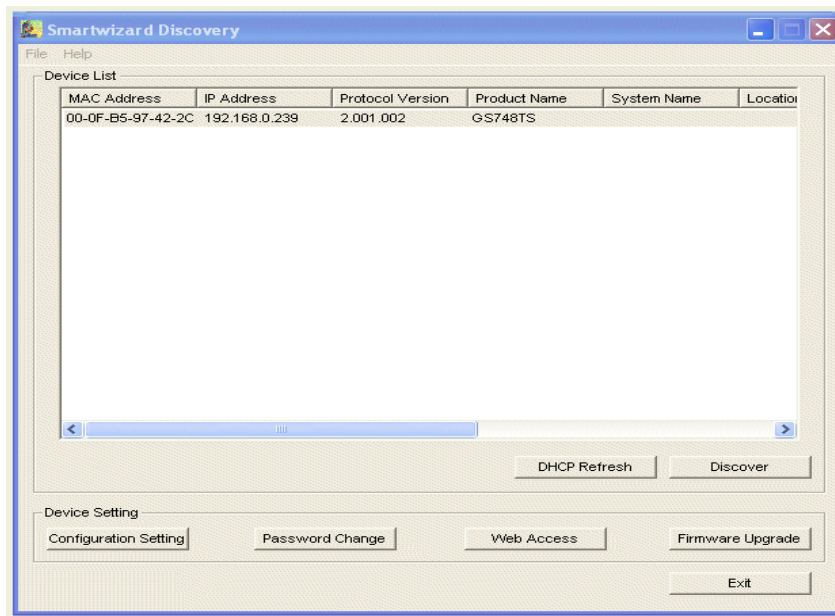 Smartwizard Discovery
File Help
Device List
MAC Address IP Address Protocol Version Product Name System Name Location
00-0F-B5-97-42-2C 192.168.0.239 2.001.002 GS748TS
DHCP Refresh Discover
Device Setting
Configuration Setting Password Change Web Access Firmware Upgrade
Exit